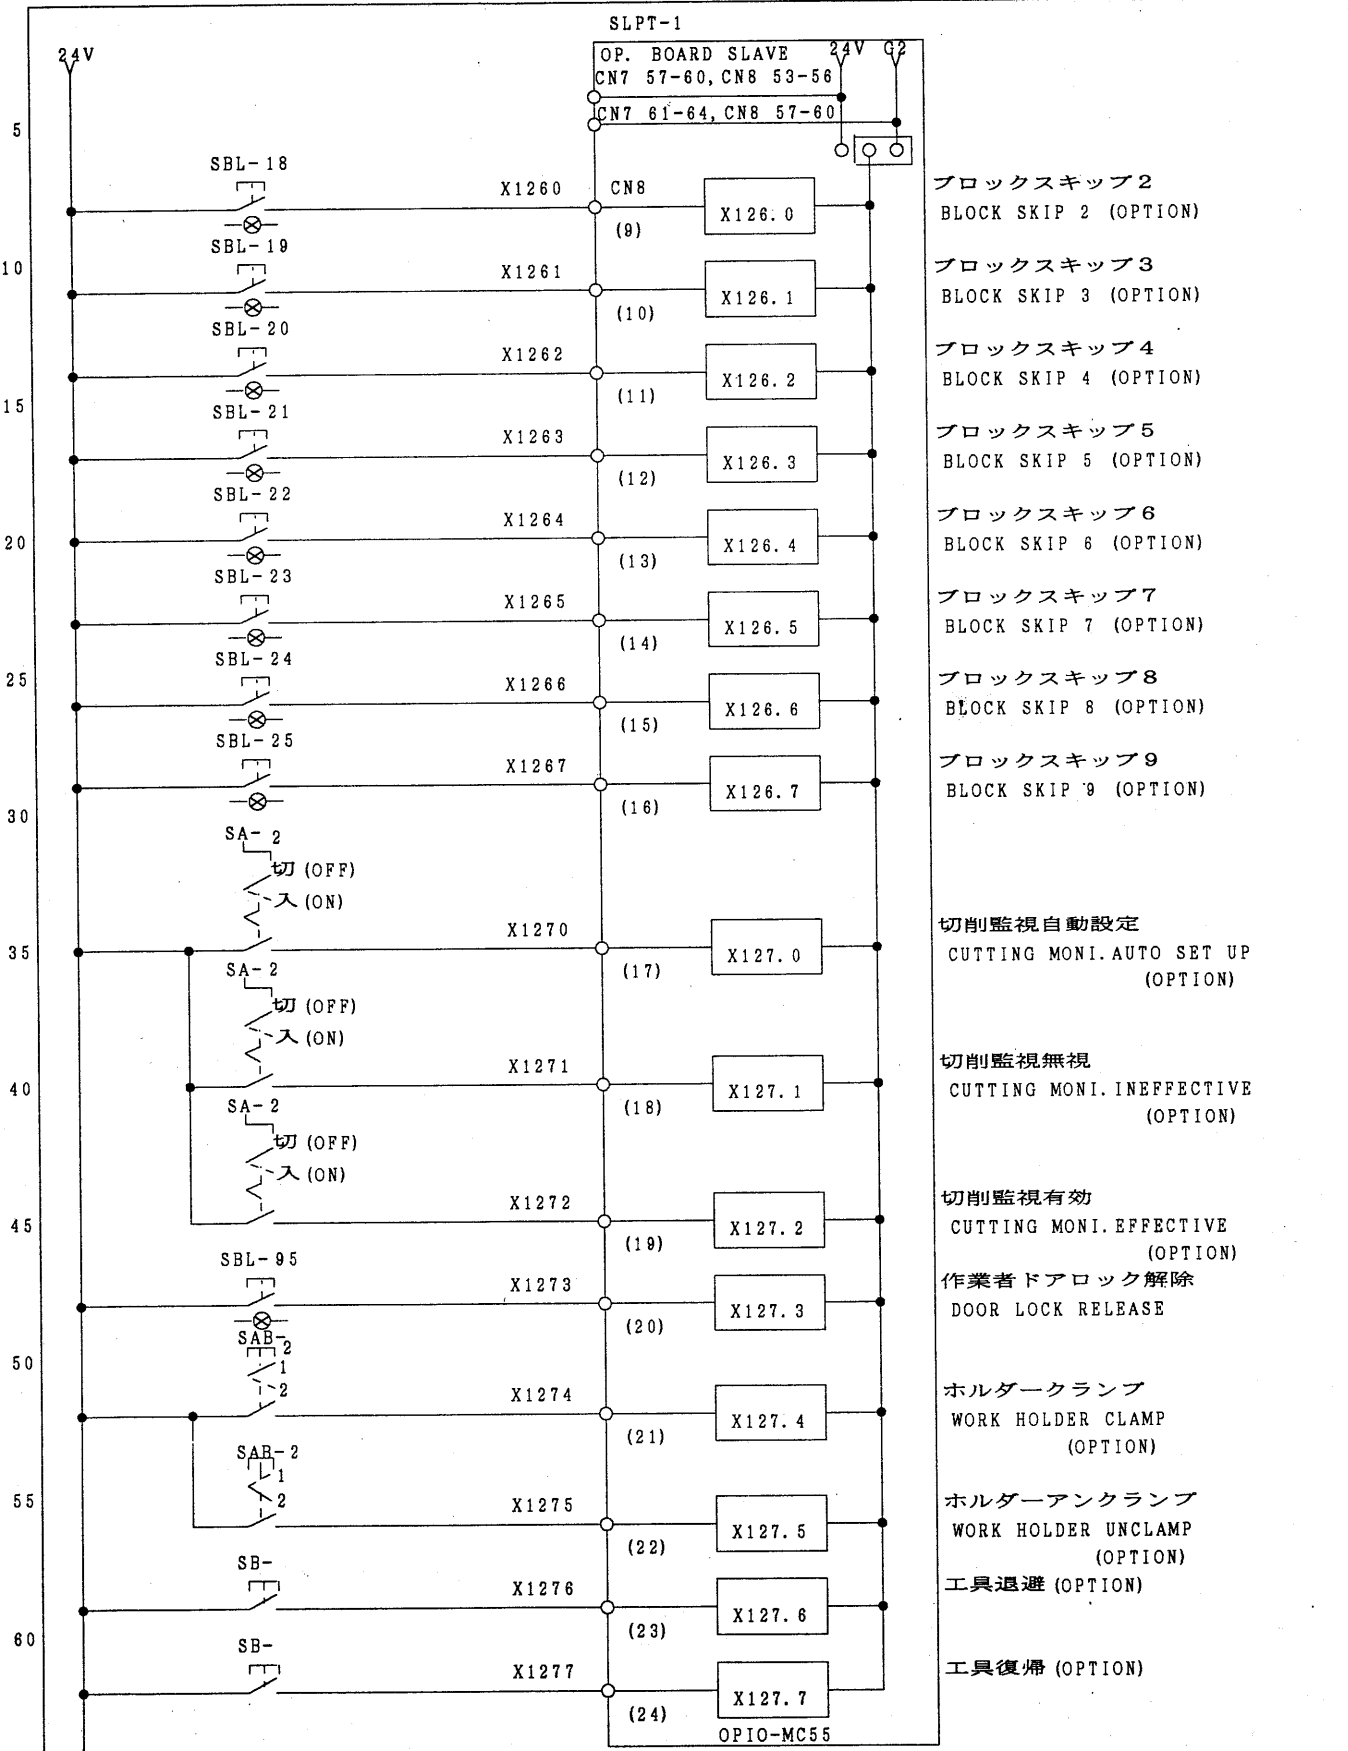 SLPT-1
24V
OP. BOARD SLAVE 24V G2
CN7 57-60, CN8 53-56
CN7 61-64, CN8 57-60
5
SBL-18
X1260 CN8 X126.0 ブロックスキップ2
(9) BLOCK SKIP 2 (OPTION)
SBL-19
10
X1261 X126.1 ブロックスキップ3
(10) BLOCK SKIP 3 (OPTION)
SBL-20
X1262 X126.2 ブロックスキップ4
(11) BLOCK SKIP 4 (OPTION)
15
SBL-21
X1263 X126.3 ブロックスキップ5
(12) BLOCK SKIP 5 (OPTION)
SBL-22
X1264 X126.4 ブロックスキップ6
20
(13) BLOCK SKIP 6 (OPTION)
SBL-23
X1265 X126.5 ブロックスキップ7
(14) BLOCK SKIP 7 (OPTION)
SBL-24
25
X1266 X126.6 ブロックスキップ8
(15) BLOCK SKIP 8 (OPTION)
SBL-25
X1267 X126.7 ブロックスキップ9
(16) BLOCK SKIP 9 (OPTION)
30
SA-2
切 (OFF)
入 (ON)
35
X1270 X127.0 切削監視自動設定
(17) CUTTING MONI. AUTO SET UP
(OPTION)
SA-2
切 (OFF)
入 (ON)
X1271 X127.1 切削監視無視
40
(18) CUTTING MONI. INEFFECTIVE
(OPTION)
SA-2
切 (OFF)
入 (ON)
X1272 X127.2 切削監視有効
45
(19) CUTTING MONI. EFFECTIVE
(OPTION)
SBL-95
X1273 X127.3 作業者ドアロック解除
(20) DOOR LOCK RELEASE
SAB-2
50
1
2
X1274 X127.4 ホルダークランプ
(21) WORK HOLDER CLAMP
(OPTION)
SAB-2
1
2
55
X1275 X127.5 ホルダーアンクランプ
(22) WORK HOLDER UNCLAMP
(OPTION)
SB-
X1276 X127.6 工具退避 (OPTION)
(23)
60
SB-
X1277 X127.7 工具復帰 (OPTION)
(24)
OPIO-MC55